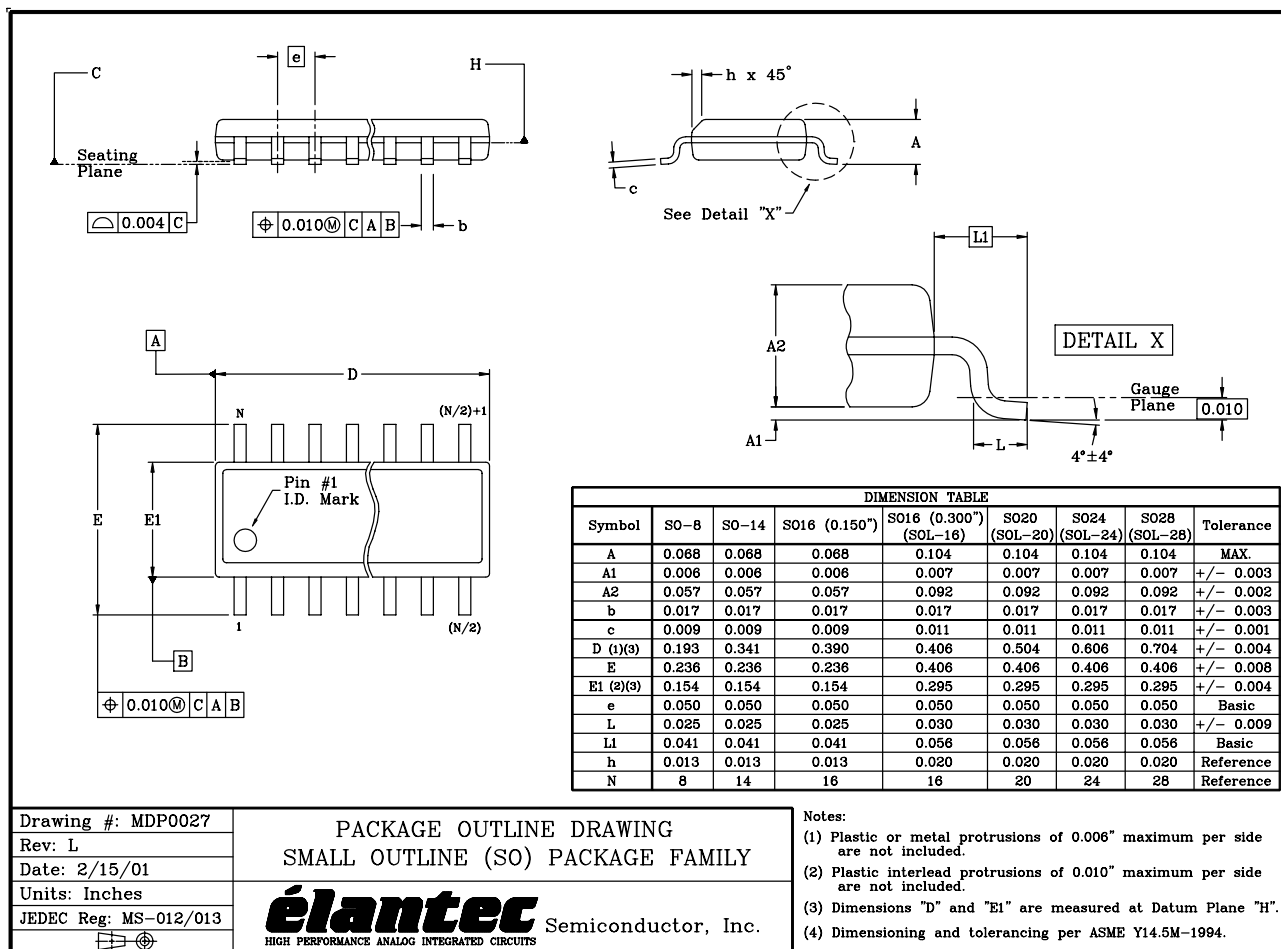 e
C
H
h x 45°
A
Seating
Plane
c
0.004 C
0.010Ⓜ C A B
b
See Detail "X"
L1
A
D
A2
DETAIL X
Gauge
Plane
0.010
A1
L
4°±4°
N
(N/2)+1
Pin #1
I.D. Mark
E
E1
1
(N/2)
B
0.010Ⓜ C A B
DIMENSION TABLE
Symbol SO-8 SO-14 SO16 (0.150") SO16 (0.300") (SOL-16) SO20 (SOL-20) SO24 (SOL-24) SO28 (SOL-28) Tolerance
A 0.068 0.068 0.068 0.104 0.104 0.104 0.104 MAX.
A1 0.006 0.006 0.006 0.007 0.007 0.007 0.007 +/- 0.003
A2 0.057 0.057 0.057 0.092 0.092 0.092 0.092 +/- 0.002
b 0.017 0.017 0.017 0.017 0.017 0.017 0.017 +/- 0.003
c 0.009 0.009 0.009 0.011 0.011 0.011 0.011 +/- 0.001
D (1)(3) 0.193 0.341 0.390 0.406 0.504 0.606 0.704 +/- 0.004
E 0.236 0.236 0.236 0.406 0.406 0.406 0.406 +/- 0.008
E1 (2)(3) 0.154 0.154 0.154 0.295 0.295 0.295 0.295 +/- 0.004
e 0.050 0.050 0.050 0.050 0.050 0.050 0.050 Basic
L 0.025 0.025 0.025 0.030 0.030 0.030 0.030 +/- 0.009
L1 0.041 0.041 0.041 0.056 0.056 0.056 0.056 Basic
h 0.013 0.013 0.013 0.020 0.020 0.020 0.020 Reference
N 8 14 16 16 20 24 28 Reference
Drawing #: MDP0027
Rev: L
Date: 2/15/01
Units: Inches
JEDEC Reg: MS-012/013
PACKAGE OUTLINE DRAWING
SMALL OUTLINE (SO) PACKAGE FAMILY
élantec Semiconductor, Inc.
HIGH PERFORMANCE ANALOG INTEGRATED CIRCUITS
Notes:
(1) Plastic or metal protrusions of 0.006" maximum per side
are not included.
(2) Plastic interlead protrusions of 0.010" maximum per side
are not included.
(3) Dimensions "D" and "E1" are measured at Datum Plane "H".
(4) Dimensioning and tolerancing per ASME Y14.5M-1994.